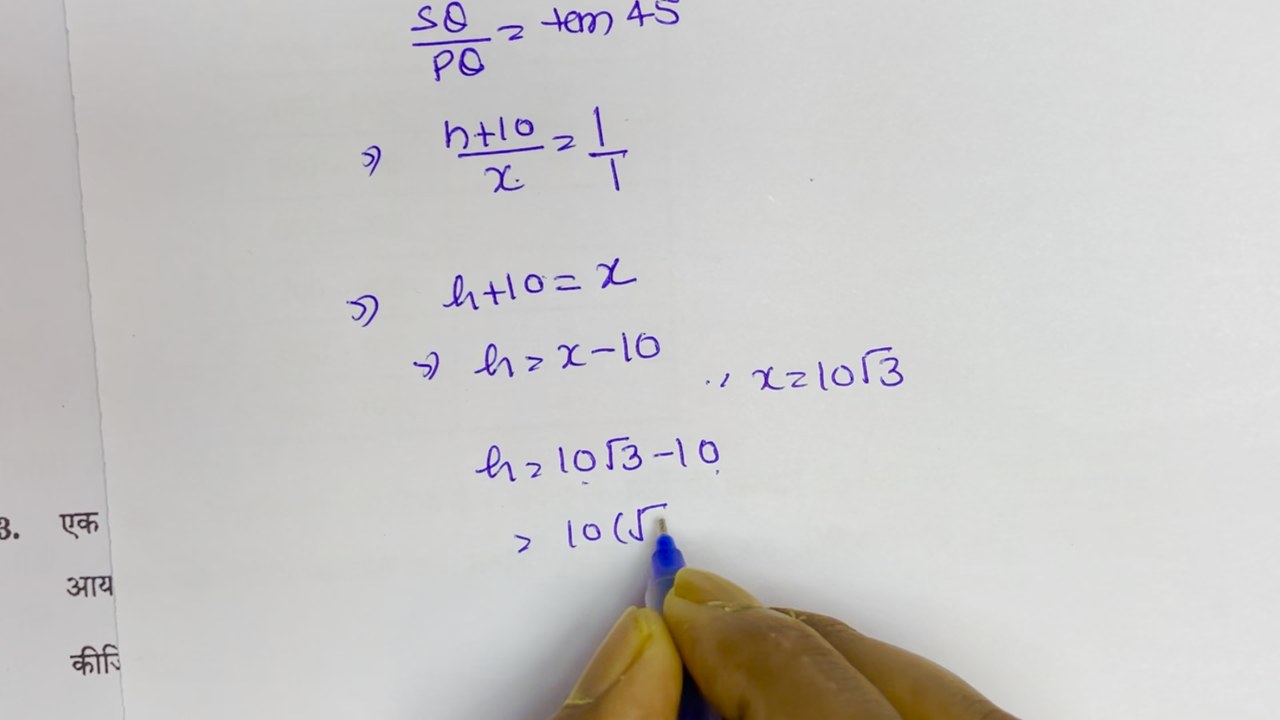 SQ/PQ = tan 45
⇒ h+10/x = 1/1
⇒ h+10 = x
⇒ h = x-10 ∵ x = 10√3
h = 10√3-10
= 10(√
3. एक
आय